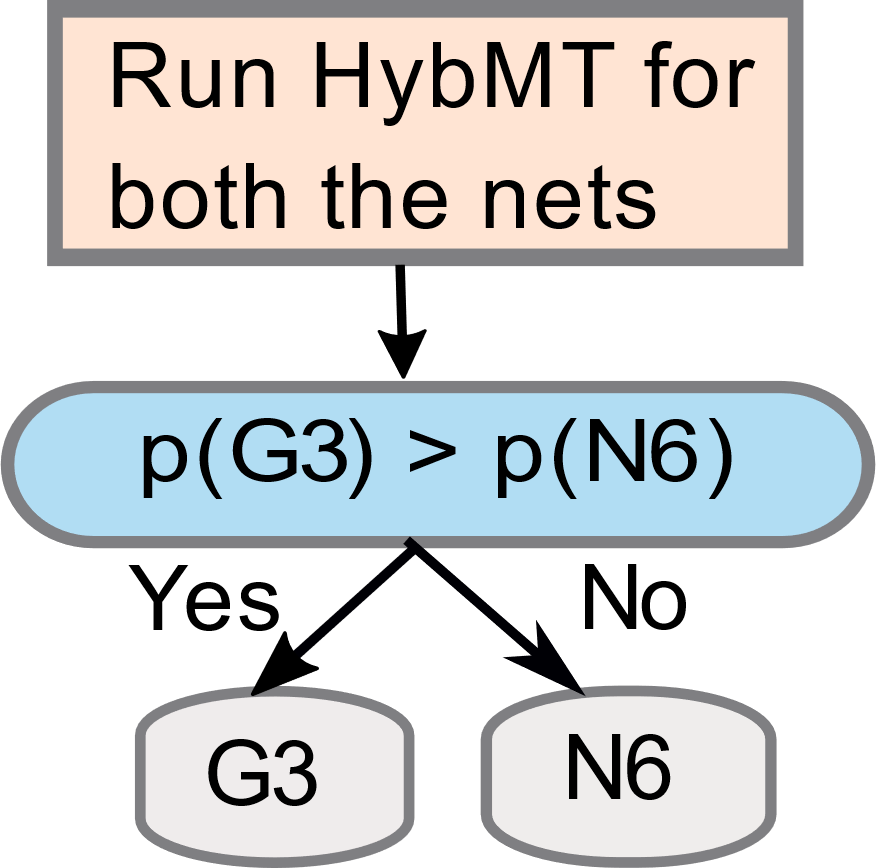 Run HybMT for
both the nets
p(G3) > p(N6)
Yes
No
G3
N6